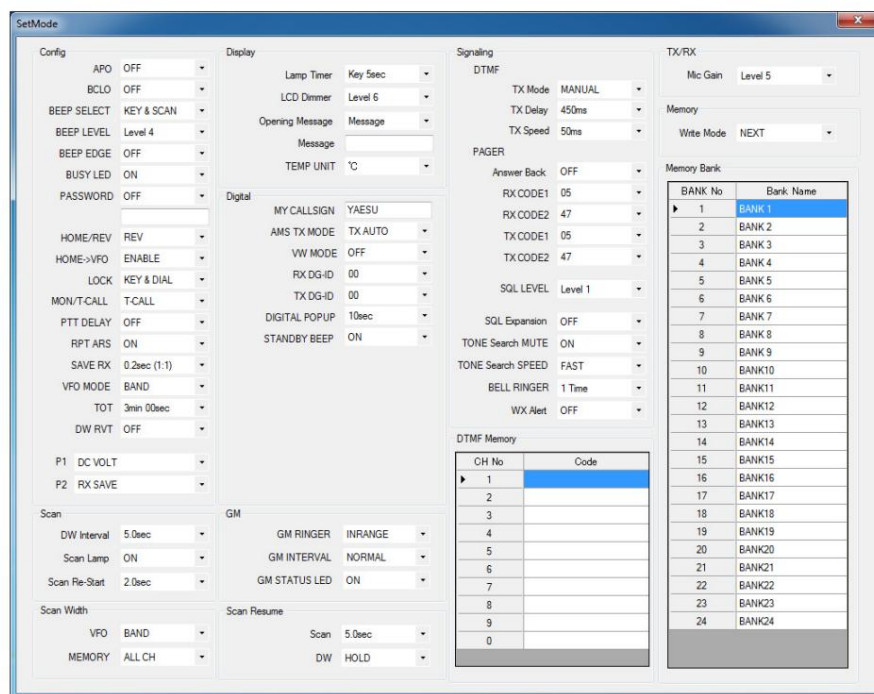 SetMode
Config
APO OFF
BCLO OFF
BEEP SELECT KEY & SCAN
BEEP LEVEL Level 4
BEEP EDGE OFF
BUSY LED ON
PASSWORD OFF
HOME/REV REV
HOME->VFO ENABLE
LOCK KEY & DIAL
MON/T-CALL T-CALL
PTT DELAY OFF
RPT ARS ON
SAVE RX 0.2sec (1:1)
VFO MODE BAND
TOT 3min 00sec
DW RVT OFF
P1 DC VOLT
P2 RX SAVE
Scan
DW Interval 5.0sec
Scan Lamp ON
Scan Re-Start 2.0sec
Scan Width
VFO BAND
MEMORY ALL CH
Display
Lamp Timer Key 5sec
LCD Dimmer Level 6
Opening Message Message
Message
TEMP UNIT °C
Digital
MY CALLSIGN YAESU
AMS TX MODE TX AUTO
VW MODE OFF
RX DG-ID 00
TX DG-ID 00
DIGITAL POPUP 10sec
STANDBY BEEP ON
GM
GM RINGER INRANGE
GM INTERVAL NORMAL
GM STATUS LED ON
Scan Resume
Scan 5.0sec
DW HOLD
Signaling
DTMF
TX Mode MANUAL
TX Delay 450ms
TX Speed 50ms
PAGER
Answer Back OFF
RX CODE1 05
RX CODE2 47
TX CODE1 05
TX CODE2 47
SQL LEVEL Level 1
SQL Expansion OFF
TONE Search MUTE ON
TONE Search SPEED FAST
BELL RINGER 1 Time
WX Alert OFF
DTMF Memory
CH No Code
1
2
3
4
5
6
7
8
9
0
TX/RX
Mic Gain Level 5
Memory
Write Mode NEXT
Memory Bank
BANK No Bank Name
1 BANK 1
2 BANK 2
3 BANK 3
4 BANK 4
5 BANK 5
6 BANK 6
7 BANK 7
8 BANK 8
9 BANK 9
10 BANK10
11 BANK11
12 BANK12
13 BANK13
14 BANK14
15 BANK15
16 BANK16
17 BANK17
18 BANK18
19 BANK19
20 BANK20
21 BANK21
22 BANK22
23 BANK23
24 BANK24